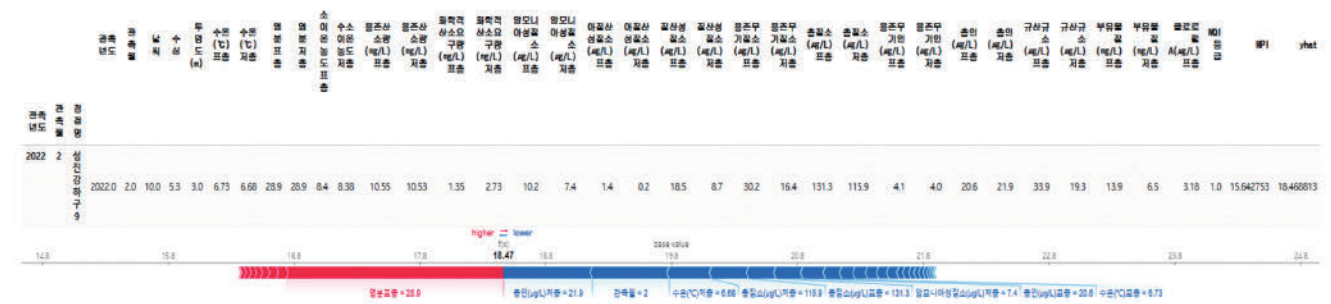 관측년도 관측월 날씨 수심 투명도(m) 수온(℃) 표층 수온(℃) 저층 염분 표층 염분 저층 소이온농도 표층 수소이온농도 저층 용존산소량(mg/L) 표층 용존산소량(mg/L) 저층 화학적산소요구량(mg/L) 표층 화학적산소요구량(mg/L) 저층 암모니아성질소(μg/L) 표층 암모니아성질소(μg/L) 저층 아질산성질소(μg/L) 표층 아질산성질소(μg/L) 저층 질산성질소(μg/L) 표층 질산성질소(μg/L) 저층 용존무기질소(μg/L) 표층 용존무기질소(μg/L) 저층 총질소(μg/L) 표층 총질소(μg/L) 저층 용존무기인(μg/L) 표층 용존무기인(μg/L) 저층 총인(μg/L) 표층 총인(μg/L) 저층 규산규소(μg/L) 표층 규산규소(μg/L) 저층 부유물질(mg/L) 표층 부유물질(mg/L) 저층 클로로필A(μg/L) 표층 WQI등급 WPI yhat
관측년도 관측월 정점명
2022 2 섬진강하구9 2022.0 2.0 10.0 5.3 3.0 6.73 6.68 28.9 28.9 8.4 8.38 10.55 10.53 1.35 2.73 10.2 7.4 1.4 0.2 18.5 8.7 30.2 16.4 131.3 115.9 4.1 4.0 20.6 21.9 33.9 19.3 13.9 6.5 3.18 1.0 15.642753 18.468813
higher ⇄ lower
f(x) base value
14.8 15.8 16.8 17.8 18.47 18.8 19.8 20.8 21.8 22.8 23.8 24.8
염분표층 = 28.9 총인(μg/L)저층 = 21.9 관측월 = 2 수온(℃)저층 = 6.68 총질소(μg/L)저층 = 115.9 총질소(μg/L)표층 = 131.3 암모니아성질소(μg/L)저층 = 7.4 총인(μg/L)표층 = 20.6 수온(℃)표층 = 6.73